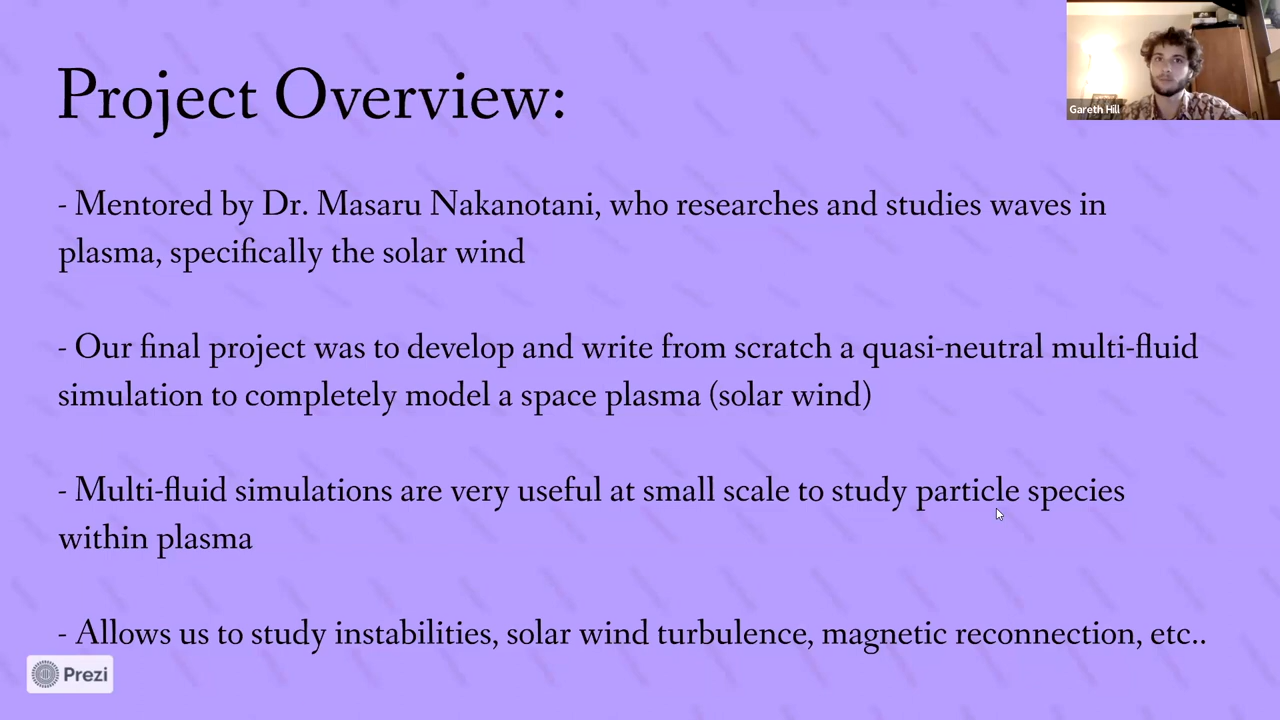 Project Overview:
Gareth Hill
- Mentored by Dr. Masaru Nakanotani, who researches and studies waves in
plasma, specifically the solar wind
- Our final project was to develop and write from scratch a quasi-neutral multi-fluid
simulation to completely model a space plasma (solar wind)
- Multi-fluid simulations are very useful at small scale to study particle species
within plasma
- Allows us to study instabilities, solar wind turbulence, magnetic reconnection, etc..
Prezi